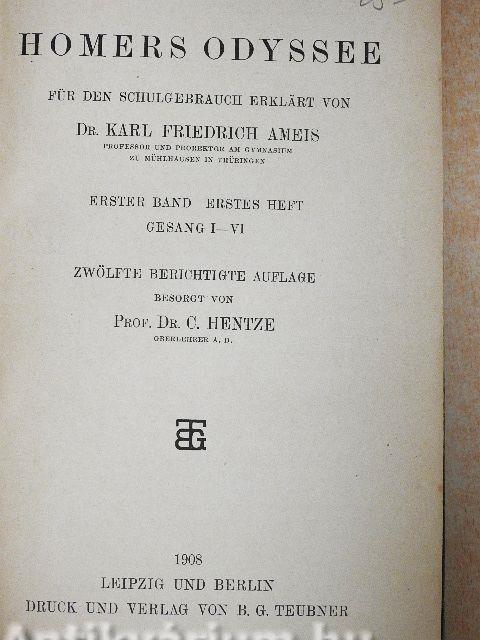 HOMERS ODYSSEE
FÜR DEN SCHULGEBRAUCH ERKLÄRT VON
DR. KARL FRIEDRICH AMEIS
PROFESSOR UND PROREKTOR AM GYMNASIUM
ZU MÜHLHAUSEN IN THÜRINGEN
ERSTER BAND ERSTES HEFT
GESANG I—VI
ZWÖLFTE BERICHTIGTE AUFLAGE
BESORGT VON
PROF. DR. C. HENTZE
OBERLEHRER A. D.
1908
LEIPZIG UND BERLIN
DRUCK UND VERLAG VON B. G. TEUBNER
Antikvárium.hu